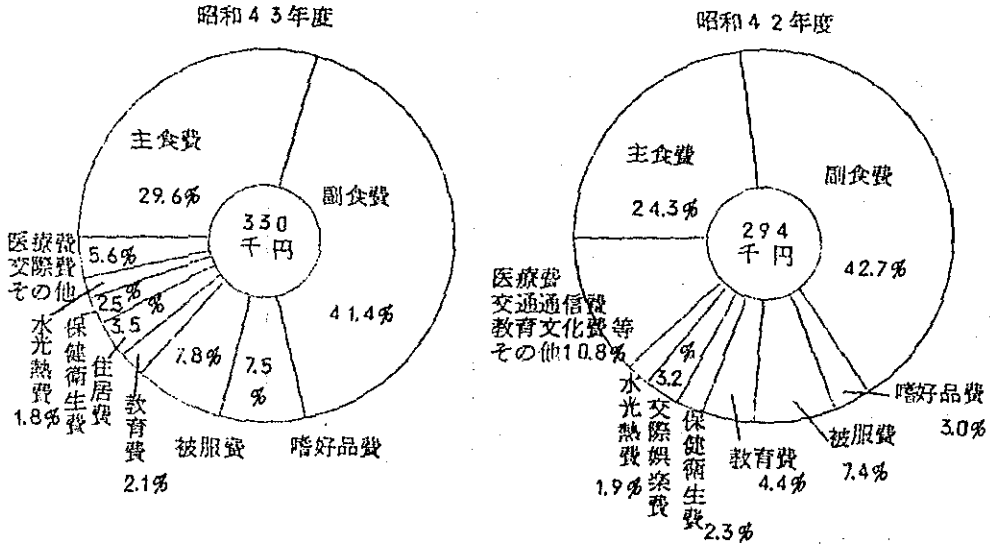 昭和43年度
主食費
29.6%
副食費
41.4%
330
千円
医療費
交際費
その他
5.6%
2.5%
3.5%
水光熱費
1.8%
保健衛生費
住居費
教育費
2.1%
7.8%
被服費
7.5
%
嗜好品費
昭和42年度
主食費
24.3%
副食費
42.7%
294
千円
医療費
交通通信費
教育文化費等
その他10.8%
水光熱費
1.9%
3.2%
交際娯楽費
保健衛生費
2.3%
教育費
4.4%
被服費
7.4%
嗜好品費
3.0%